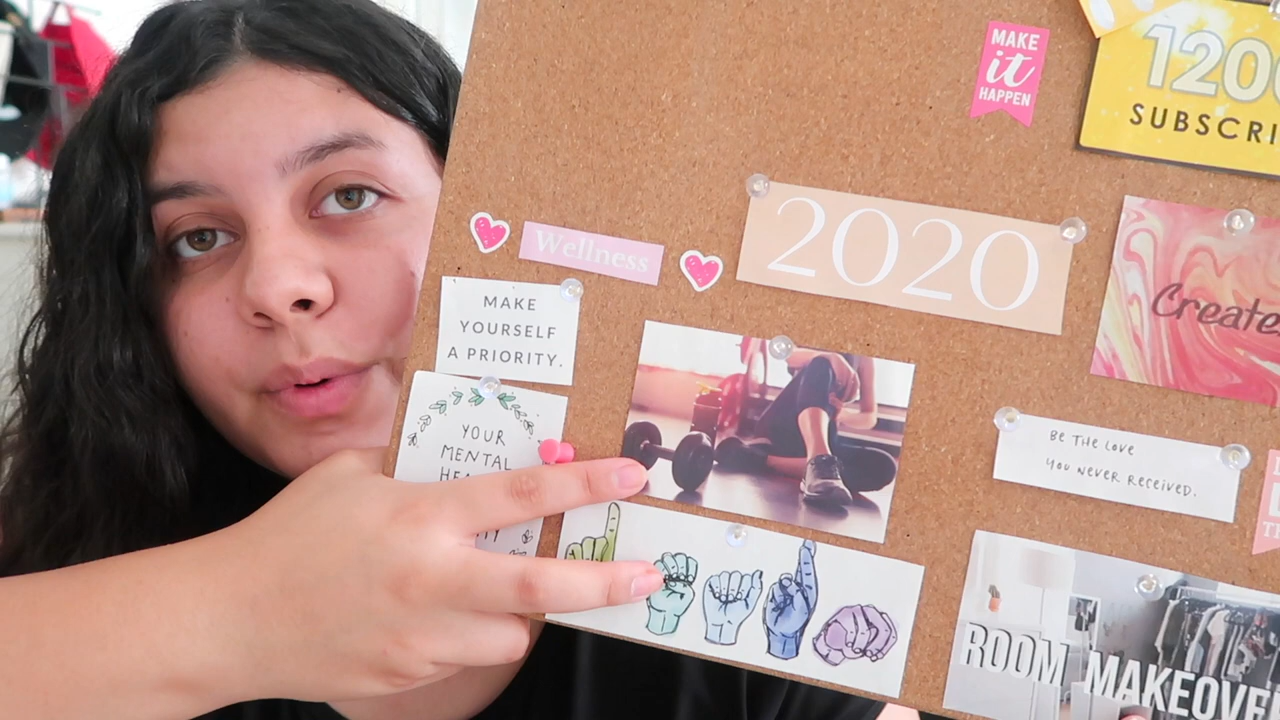 MAKE
it
HAPPEN
120
SUBSCRI
2020
Wellness
Create
MAKE
YOURSELF
A PRIORITY.
YOUR
MENTAL
BE THE LOVE
YOU NEVER RECEIVED.
ROOM MAKEOVE